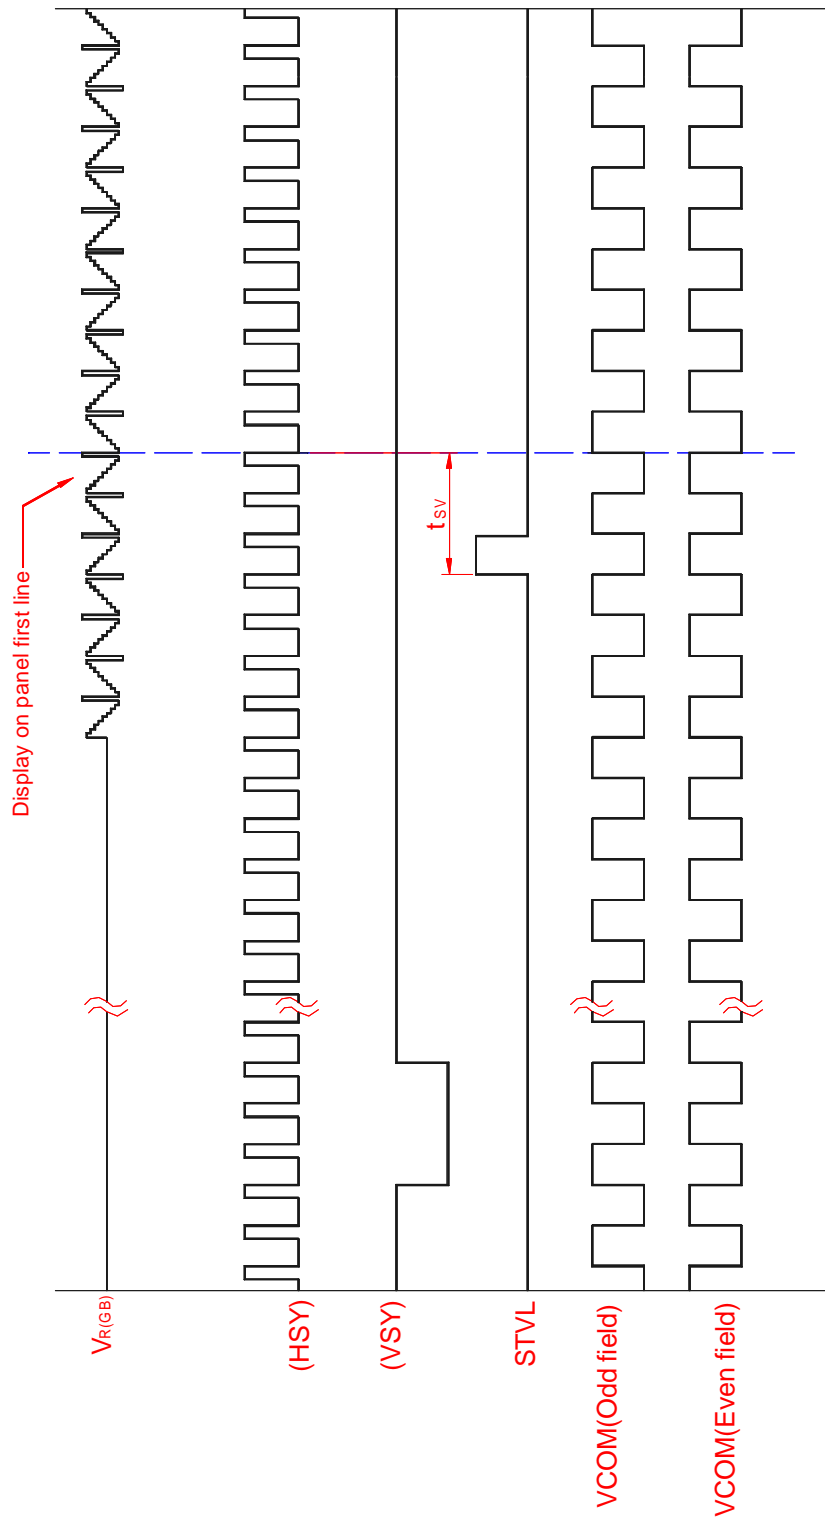 Display on panel first line
tSV
VR(GB)
(HSY)
(VSY)
STVL
VCOM(Odd field)
VCOM(Even field)